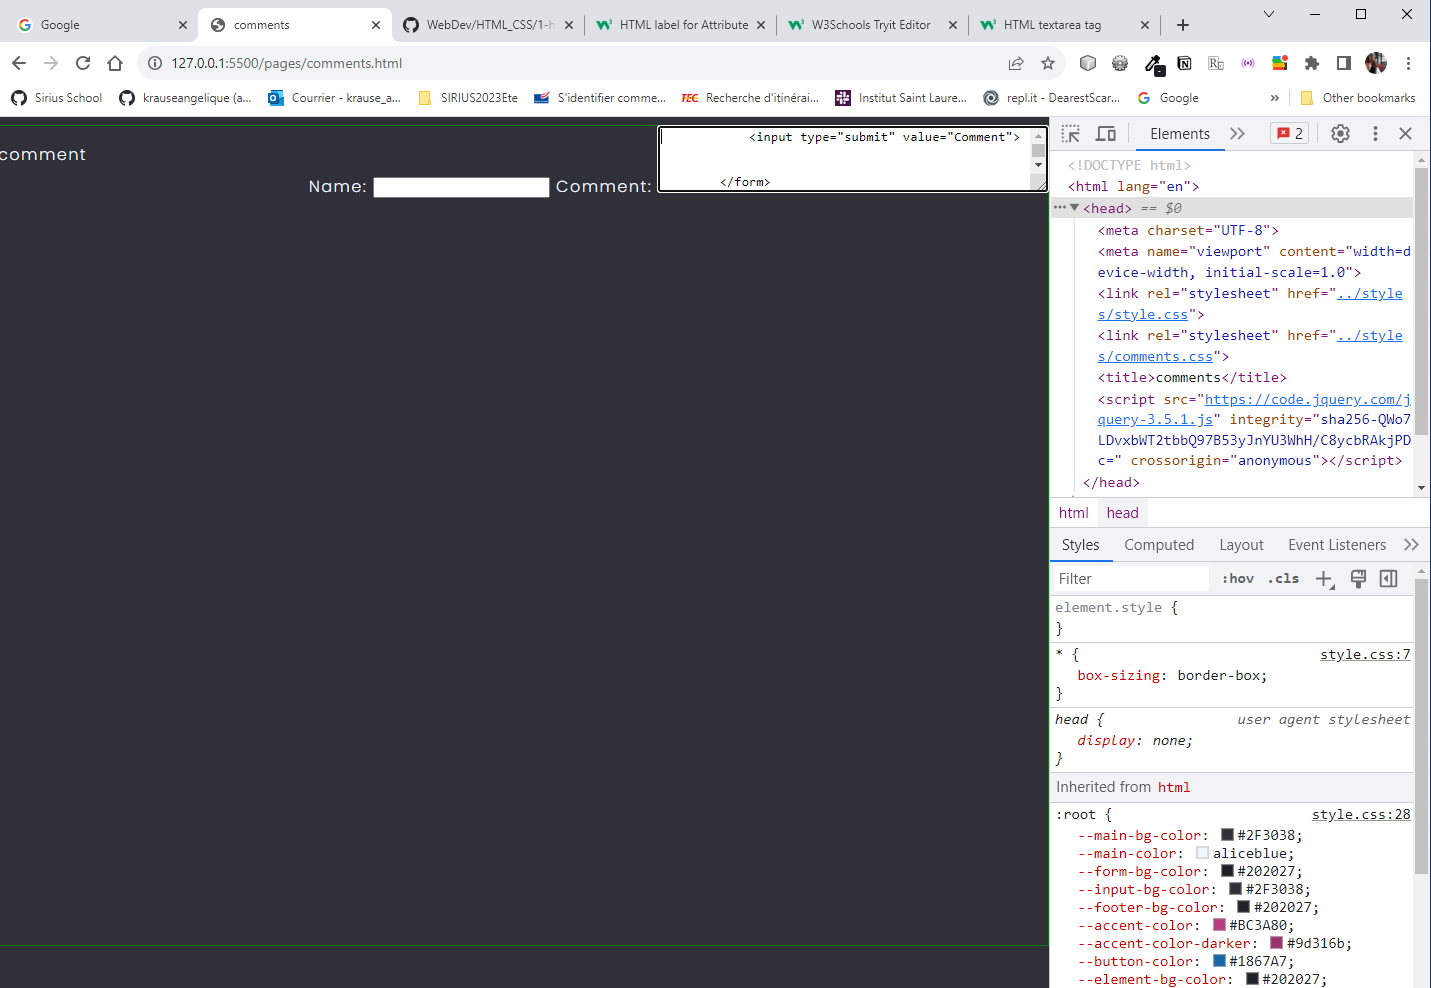 Google
comments
WebDev/HTML_CSS/1-h
HTML label for Attribute
W3Schools Tryit Editor
HTML textarea tag
127.0.0.1:5500/pages/comments.html
Sirius School
krauseangelique (a...
Courrier - krause_a...
SIRIUS2023Ete
S'identifier comme...
TEC Recherche d'itinérai...
Institut Saint Laure...
repl.it - DearestScar...
Google
»
Other bookmarks
comment
Name:
Comment:
<input type="submit" value="Comment">
</form>
Elements
2
<!DOCTYPE html>
<html lang="en">
<head> == $0
<meta charset="UTF-8">
<meta name="viewport" content="width=d
evice-width, initial-scale=1.0">
<link rel="stylesheet" href="../style
s/style.css">
<link rel="stylesheet" href="../style
s/comments.css">
<title>comments</title>
<script src="https://code.jquery.com/j
query-3.5.1.js" integrity="sha256-QWo7
LDvxbWT2tbbQ97B53yJnYU3WhH/C8ycbRAkjPD
c=" crossorigin="anonymous"></script>
</head>
html head
Styles Computed Layout Event Listeners
Filter :hov .cls
element.style {
}
* { style.css:7
box-sizing: border-box;
}
head { user agent stylesheet
display: none;
}
Inherited from html
:root { style.css:28
--main-bg-color: #2F3038;
--main-color: aliceblue;
--form-bg-color: #202027;
--input-bg-color: #2F3038;
--footer-bg-color: #202027;
--accent-color: #BC3A80;
--accent-color-darker: #9d316b;
--button-color: #1867A7;
--element-bg-color: #202027;